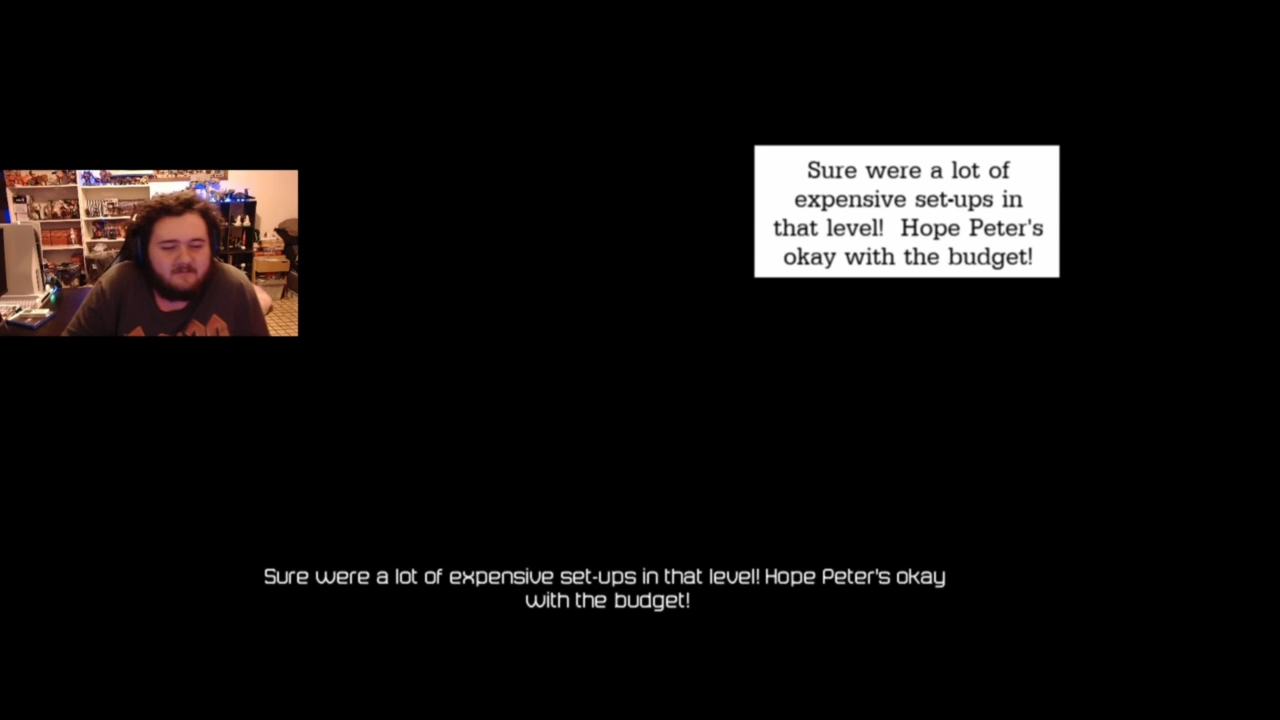 Sure were a lot of
expensive set-ups in
that level!  Hope Peter's
okay with the budget!
Sure were a lot of expensive set-ups in that level! Hope Peter's okay
with the budget!